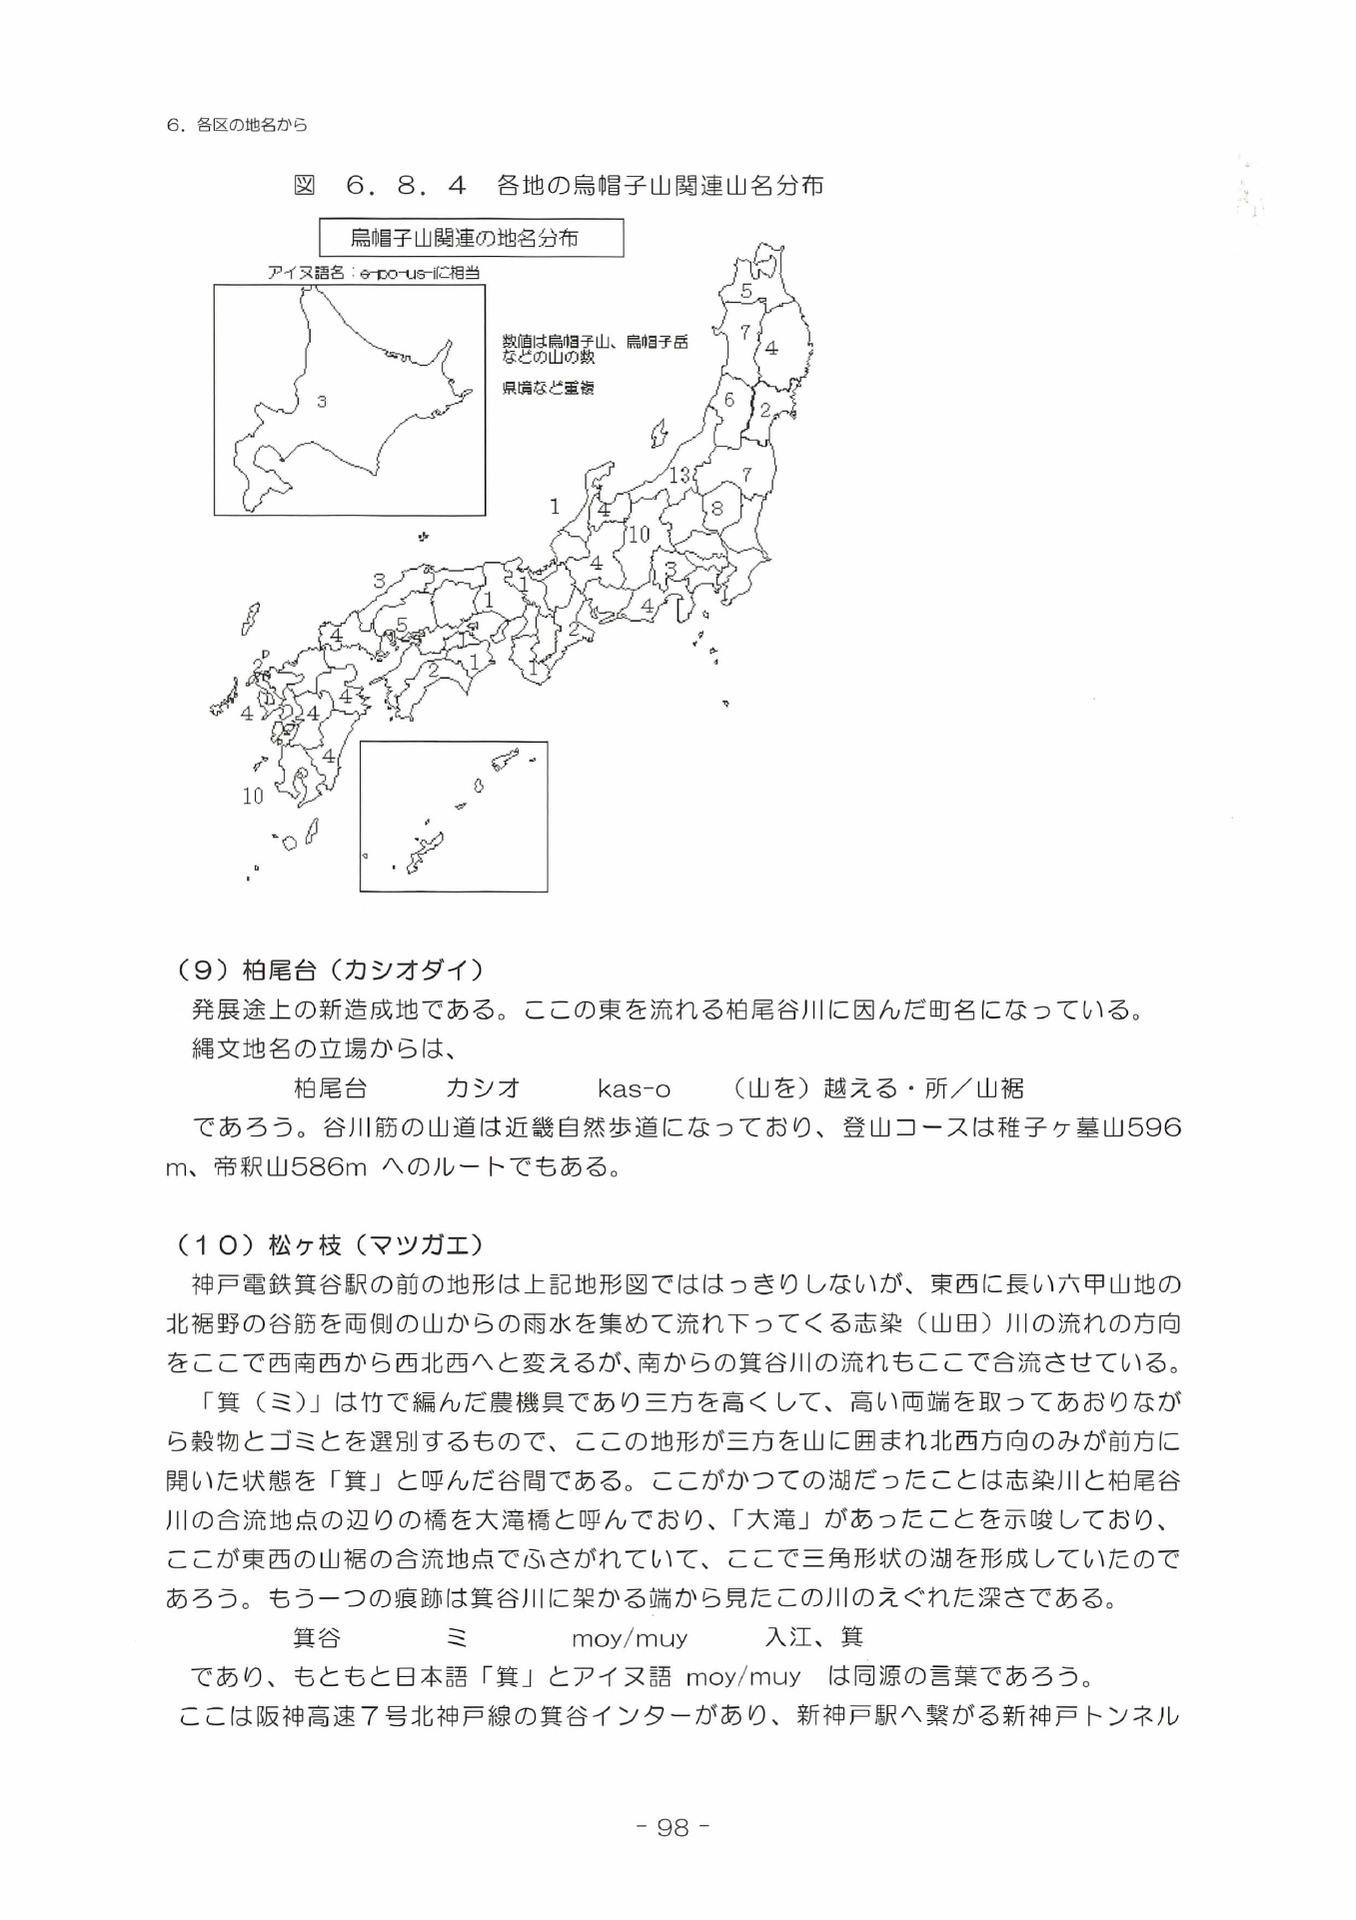 6．各区の地名から
図　６．８．４　各地の烏帽子山関連山名分布
烏帽子山関連の地名分布
アイヌ語名：e-po-us-iに相当
数値は烏帽子山、烏帽子岳
などの山の数
県境など重複
5
7
4
3
6
2
13
7
1
4
8
10
4
3
3
1
1
4
5
4
2
1
2
1
1
2
4
1
4
4
2
4
10
（９）柏尾台（カシオダイ）
発展途上の新造成地である。ここの東を流れる柏尾谷川に因んだ町名になっている。
縄文地名の立場からは、
柏尾台　カシオ　kas-o　（山を）越える・所／山裾
であろう。谷川筋の山道は近畿自然歩道になっており、登山コースは稚子ヶ墓山596
m、帝釈山586m へのルートでもある。
（１０）松ヶ枝（マツガエ）
神戸電鉄箕谷駅の前の地形は上記地形図でははっきりしないが、東西に長い六甲山地の
北裾野の谷筋を両側の山からの雨水を集めて流れ下ってくる志染（山田）川の流れの方向
をここで西南西から西北西へと変えるが、南からの箕谷川の流れもここで合流させている。
「箕（ミ）」は竹で編んだ農機具であり三方を高くして、高い両端を取ってあおりなが
ら穀物とゴミとを選別するもので、ここの地形が三方を山に囲まれ北西方向のみが前方に
開いた状態を「箕」と呼んだ谷間である。ここがかつての湖だったことは志染川と柏尾谷
川の合流地点の辺りの橋を大滝橋と呼んでおり、「大滝」があったことを示唆しており、
ここが東西の山裾の合流地点でふさがれていて、ここで三角形状の湖を形成していたので
あろう。もう一つの痕跡は箕谷川に架かる端から見たこの川のえぐれた深さである。
箕谷　ミ　moy/muy　入江、箕
であり、もともと日本語「箕」とアイヌ語 moy/muy　は同源の言葉であろう。
ここは阪神高速７号北神戸線の箕谷インターがあり、新神戸駅へ繋がる新神戸トンネル
- 98 -